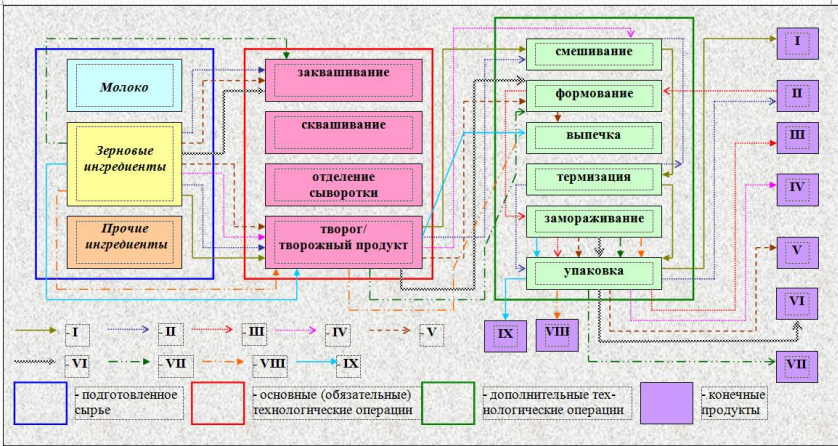 Молоко
Зерновые
ингредиенты
Прочие
ингредиенты
заквашивание
сквашивание
отделение
сыворотки
творог/
творожный продукт
смешивание
формование
выпечка
термизация
замораживание
упаковка
I
II
III
IV
V
VI
VII
IX
VIII
- I
- II
- III
- IV
- V
- VI
- VII
- VIII
IX
- подготовленное
сырье
- основные (обязательные)
технологические операции
- дополнительные тех-
нологические операции
- конечные
продукты